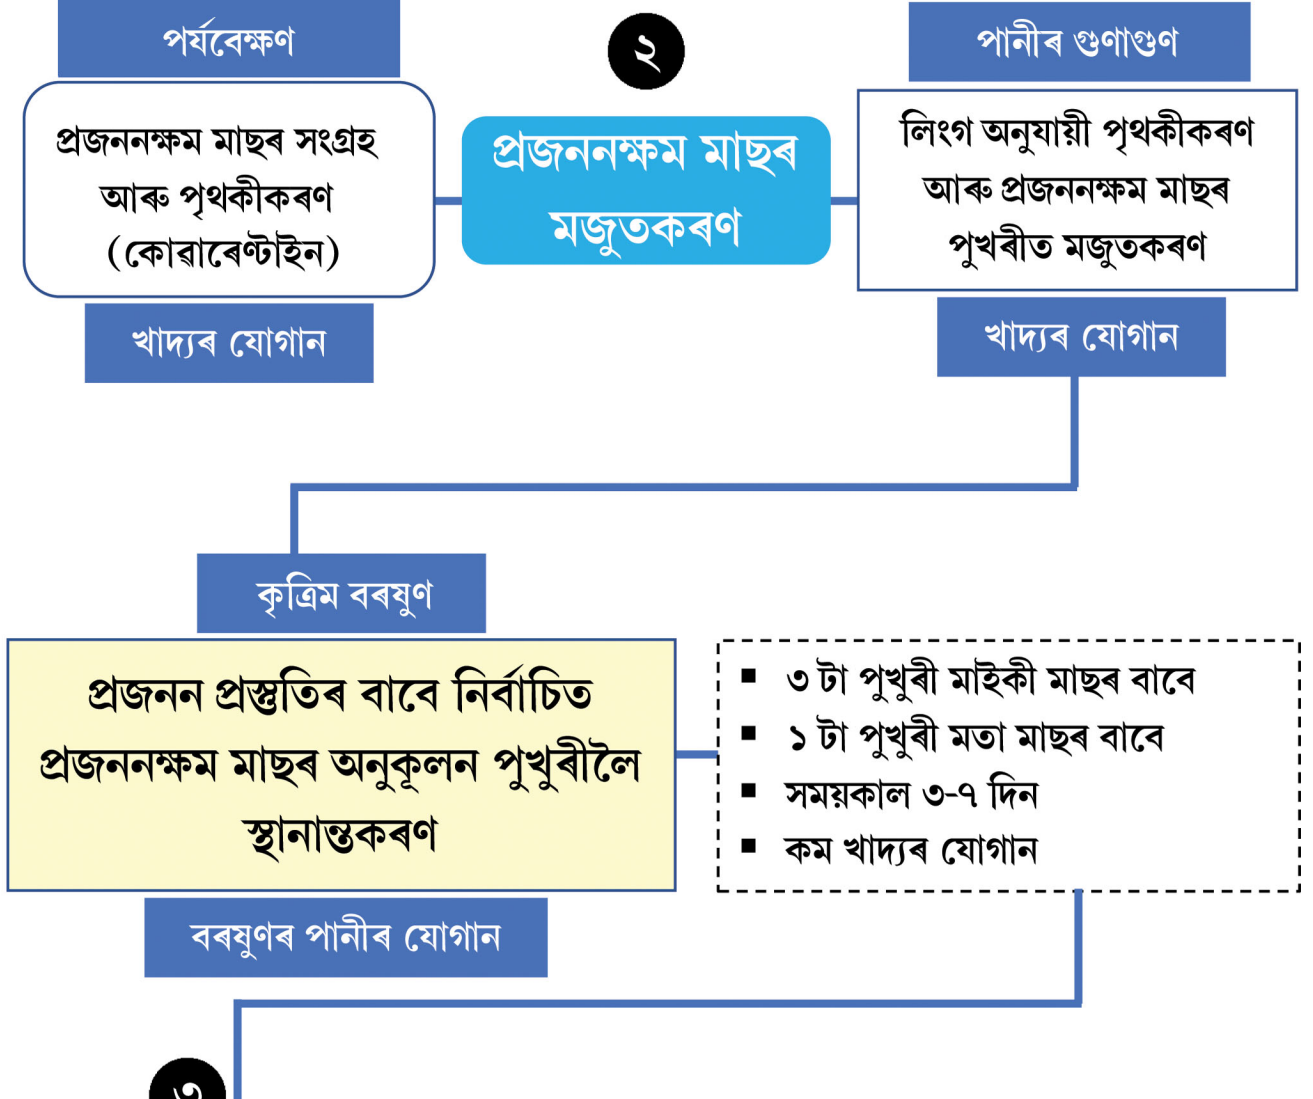 পৰ্যবেক্ষণ
প্ৰজননক্ষম মাছৰ সংগ্ৰহ
আৰু পৃথকীকৰণ
(কোৱাৰেণ্টাইন)
খাদ্যৰ যোগান
২
প্ৰজননক্ষম মাছৰ
মজুতকৰণ
পানীৰ গুণাগুণ
লিংগ অনুযায়ী পৃথকীকৰণ
আৰু প্ৰজননক্ষম মাছৰ
পুখৰীত মজুতকৰণ
খাদ্যৰ যোগান
কৃত্ৰিম বৰষুণ
প্ৰজনন প্ৰস্তুতিৰ বাবে নিৰ্বাচিত
প্ৰজননক্ষম মাছৰ অনুকূলন পুখুৰীলৈ
স্থানান্তকৰণ
বৰষুণৰ পানীৰ যোগান
▪ ৩ টা পুখুৰী মাইকী মাছৰ বাবে
▪ ১ টা পুখুৰী মতা মাছৰ বাবে
▪ সময়কাল ৩-৭ দিন
▪ কম খাদ্যৰ যোগান
৩